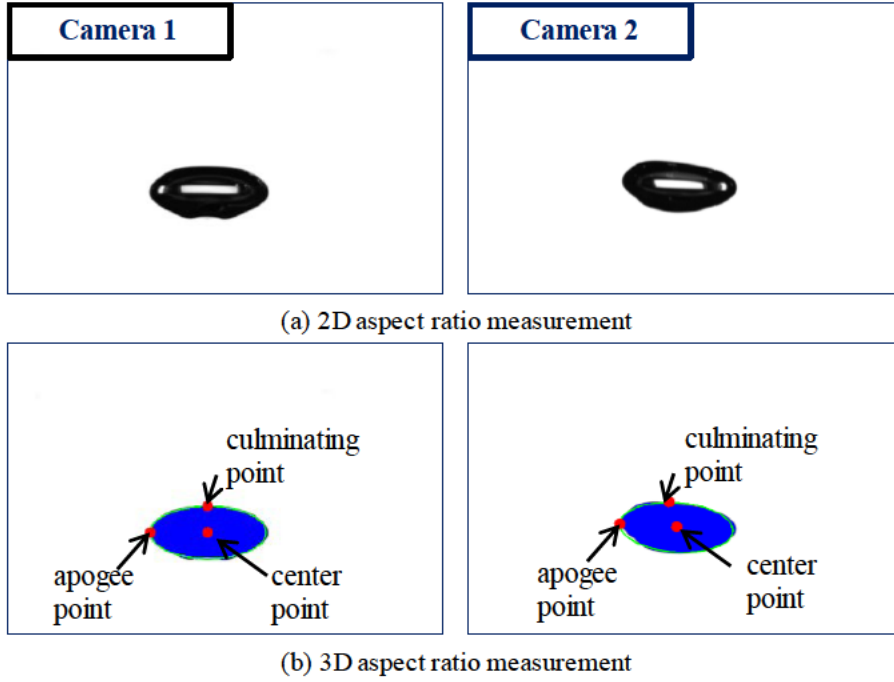 Camera 1
Camera 2
(a) 2D aspect ratio measurement
culminating
point
apogee
point
center
point
culminating
point
apogee
point
center
point
(b) 3D aspect ratio measurement